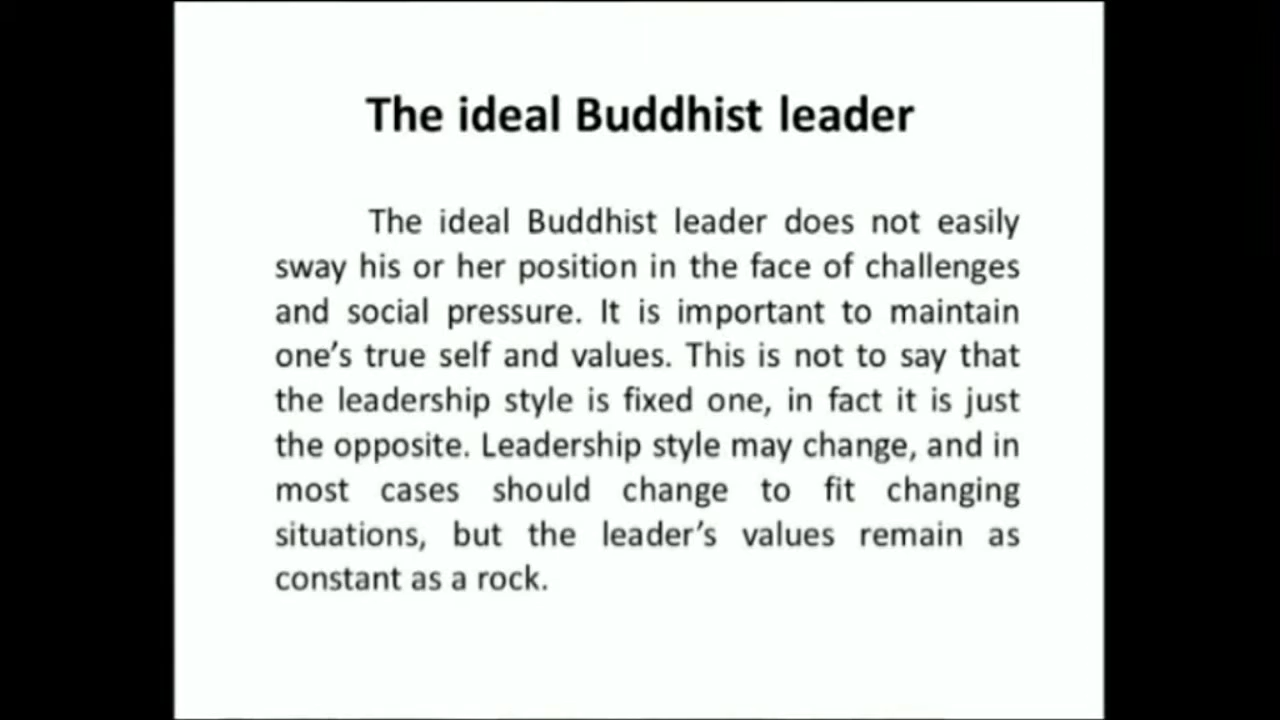 The ideal Buddhist leader
The ideal Buddhist leader does not easily
sway his or her position in the face of challenges
and social pressure. It is important to maintain
one’s true self and values. This is not to say that
the leadership style is fixed one, in fact it is just
the opposite. Leadership style may change, and in
most cases should change to fit changing
situations, but the leader’s values remain as
constant as a rock.